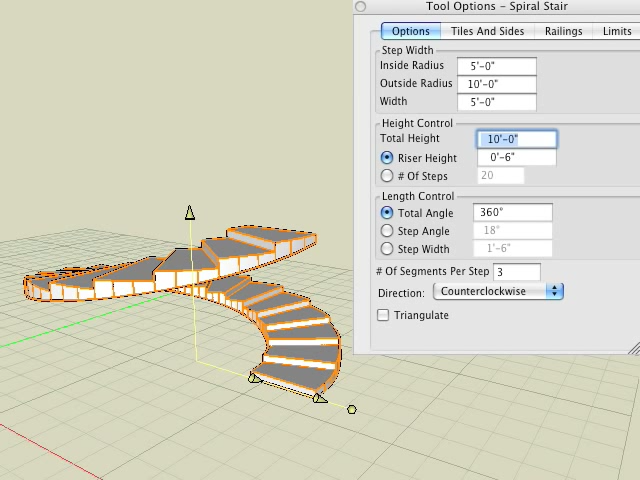 Tool Options - Spiral Stair
Options Tiles And Sides Railings Limits
Step Width
Inside Radius 5'-0"
Outside Radius 10'-0"
Width 5'-0"
Height Control
Total Height 10'-0"
Riser Height 0'-6"
# Of Steps 20
Length Control
Total Angle 360°
Step Angle 18°
Step Width 1'-6"
# Of Segments Per Step 3
Direction: Counterclockwise
Triangulate